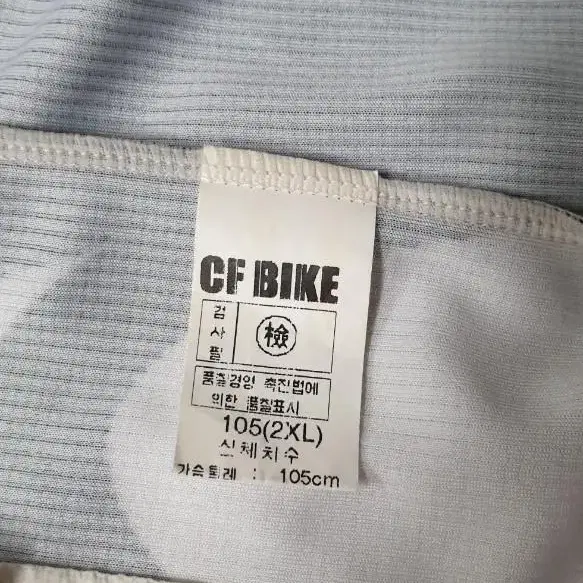 CF BIKE
검사필 檢
품질경영 촉진법에
의한 품질표시
105(2XL)
신체치수
가슴둘레 : 105cm